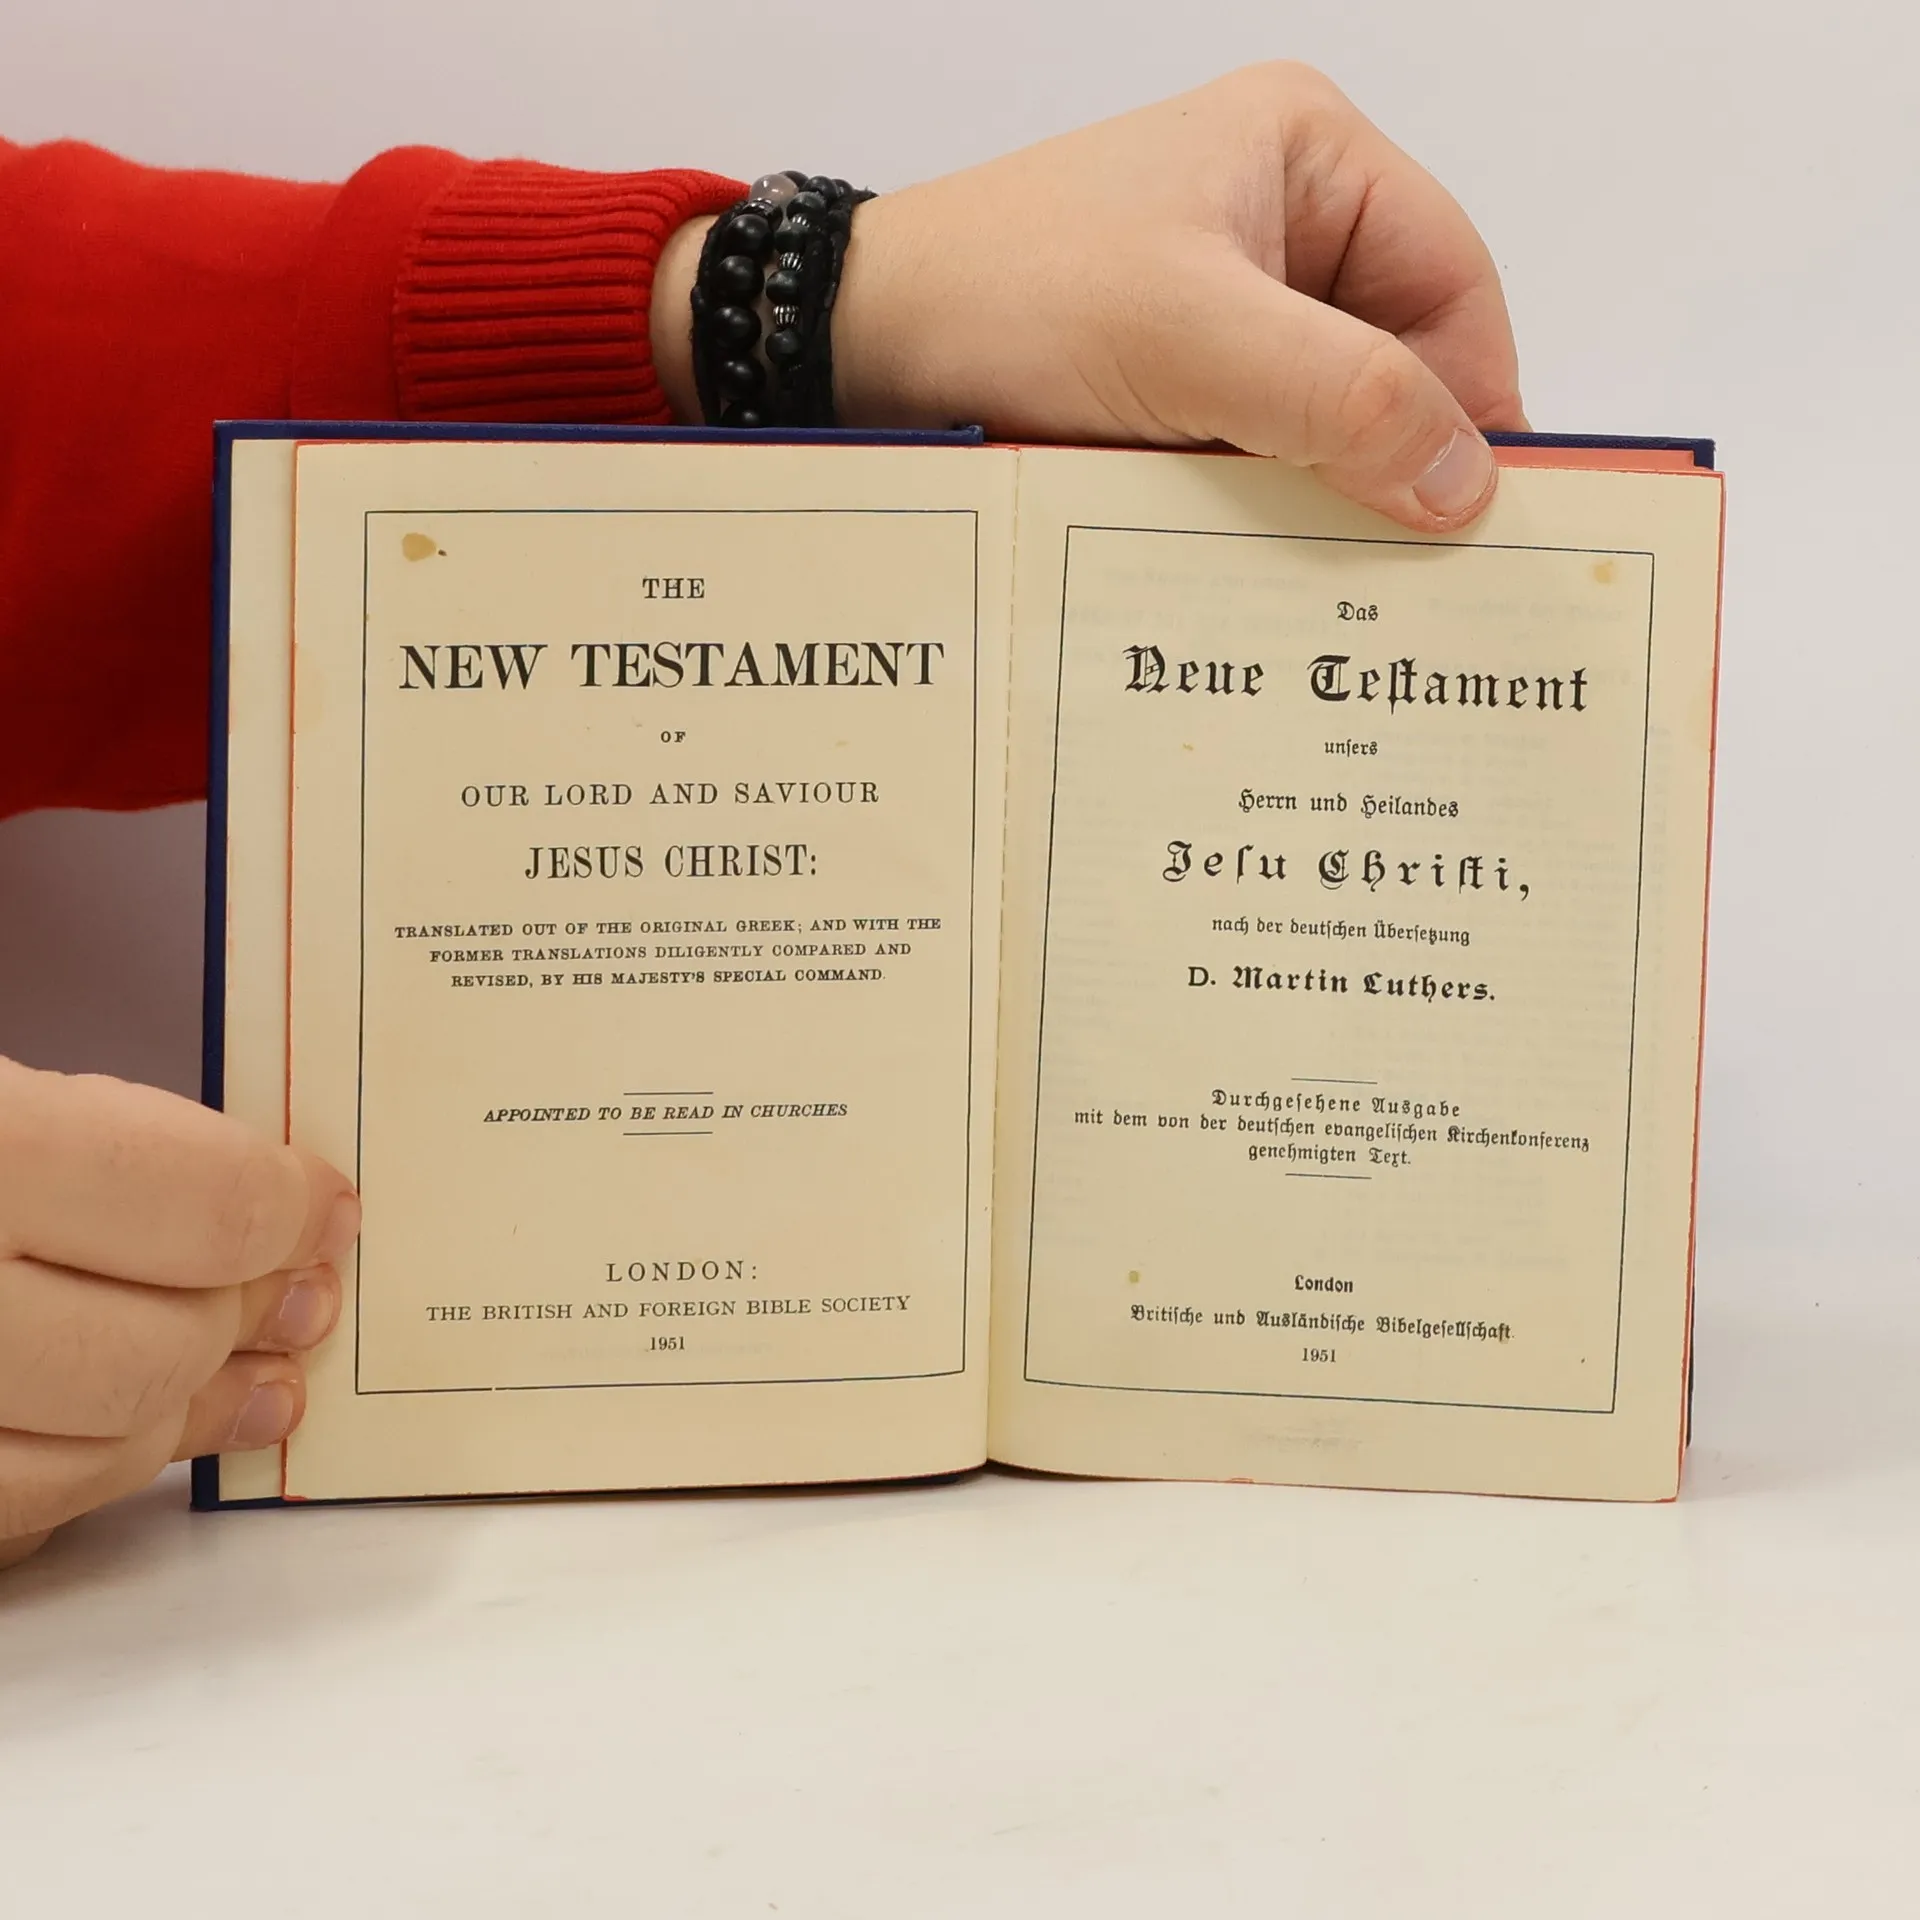 THE
NEW TESTAMENT
OF
OUR LORD AND SAVIOUR
JESUS CHRIST:
TRANSLATED OUT OF THE ORIGINAL GREEK; AND WITH THE
FORMER TRANSLATIONS DILIGENTLY COMPARED AND
REVISED, BY HIS MAJESTY'S SPECIAL COMMAND.
APPOINTED TO BE READ IN CHURCHES
LONDON:
THE BRITISH AND FOREIGN BIBLE SOCIETY
1951
Das
Neue Teſtament
unſers
Herrn und Heilandes
Jeſu Chriſti,
nach der deutſchen Überſetzung
D. Martin Luthers.
Durchgeſehene Ausgabe
mit dem von der deutſchen evangeliſchen Kirchenkonferenz
genehmigten Text.
London
Britiſche und Ausländiſche Bibelgeſellſchaft.
1951